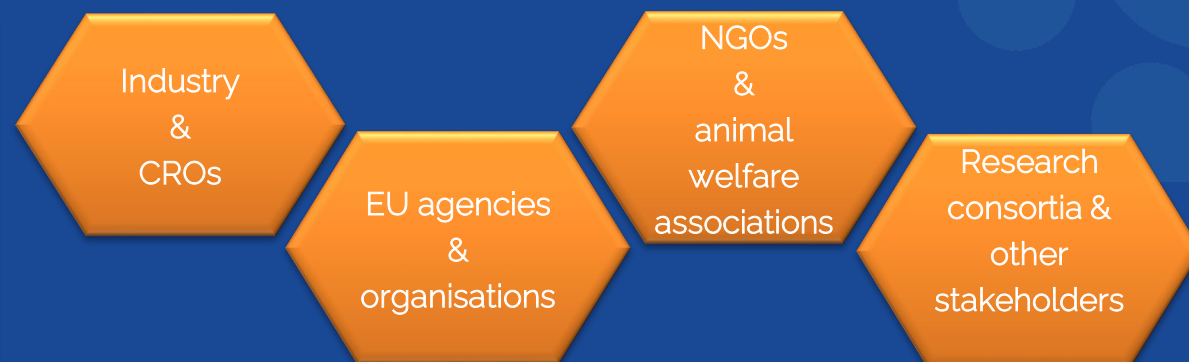 Industry
&
CROs
EU agencies
&
organisations
NGOs
&
animal
welfare
associations
Research
consortia &
other
stakeholders